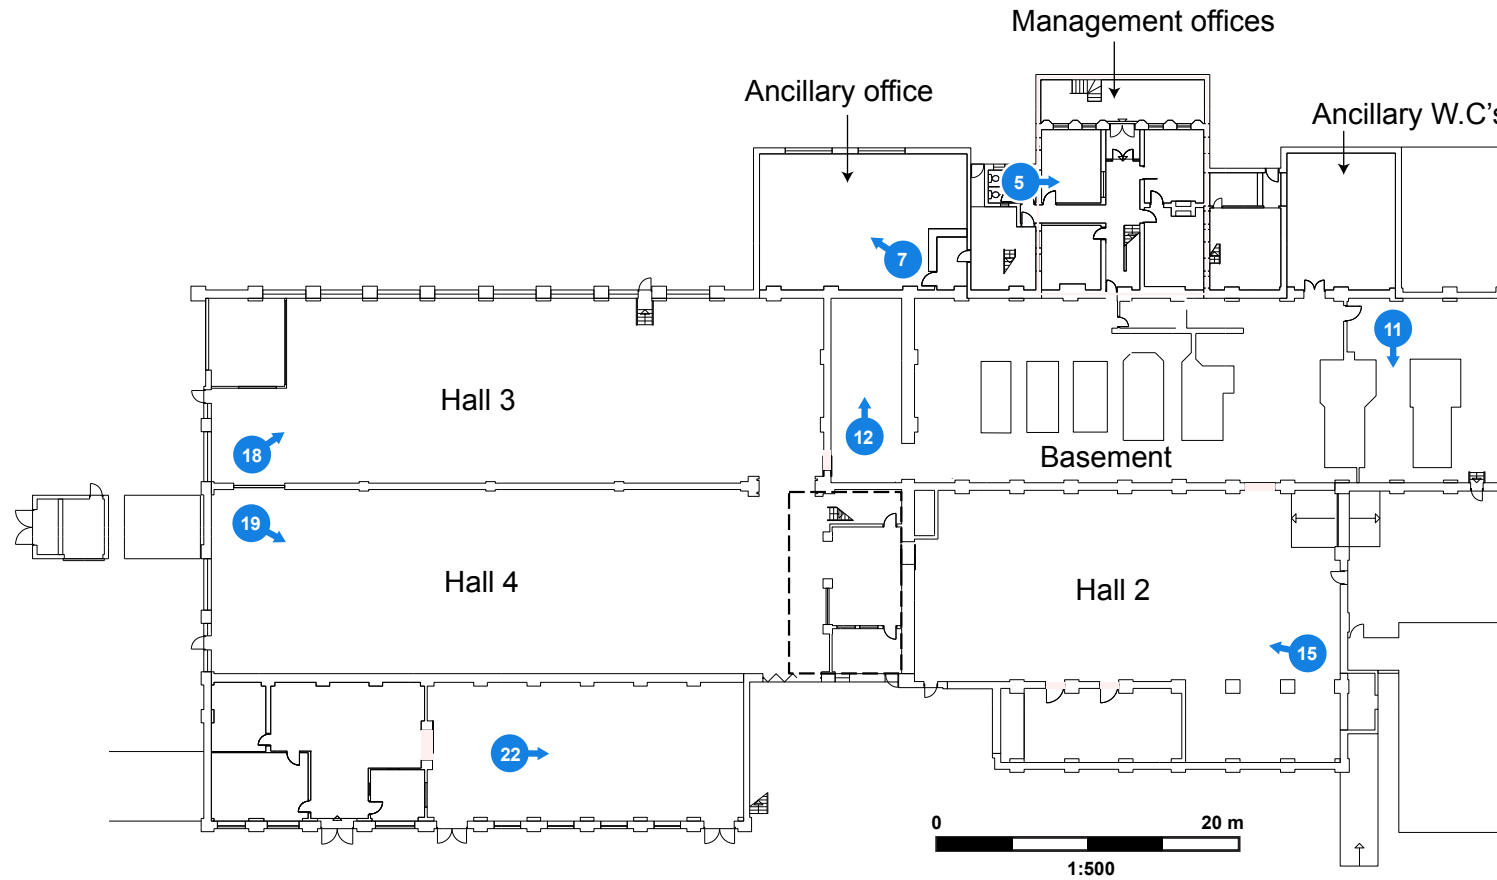 Management offices
Ancillary office
Ancillary W.C's
5
7
11
Hall 3
12
18
Basement
19
Hall 4
Hall 2
15
22
0 20 m
1:500